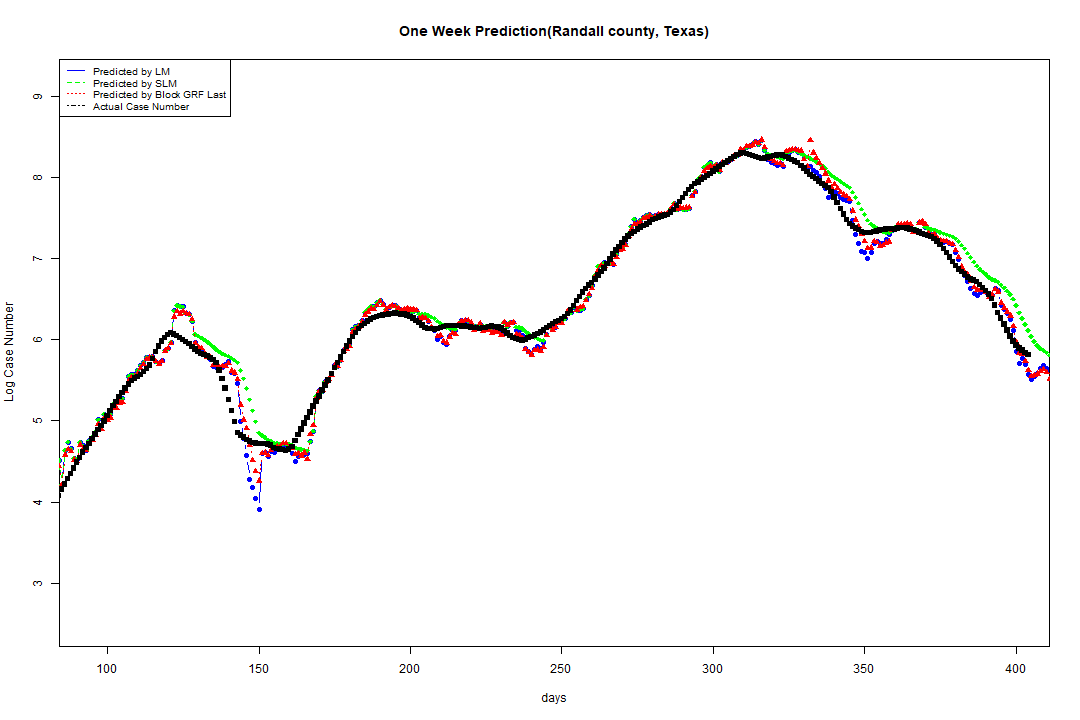 One Week Prediction(Randall county, Texas)
Predicted by LM
Predicted by SLM
Predicted by Block GRF Last
Actual Case Number
9
8
7
6
5
4
3
Log Case Number
100 150 200 250 300 350 400
days